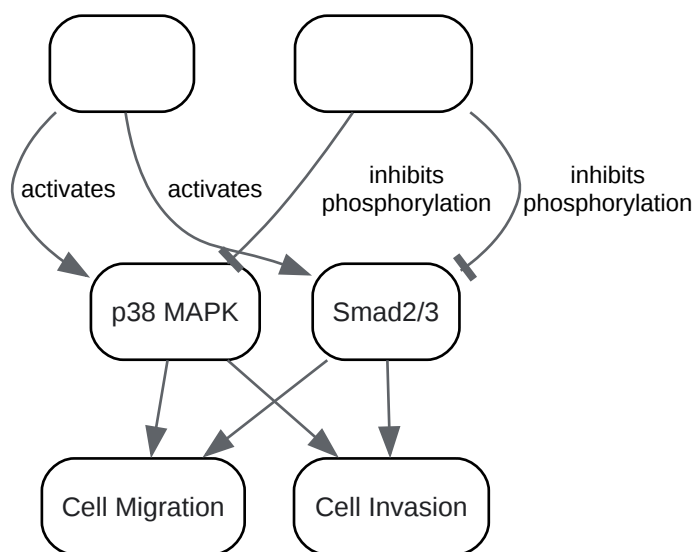 activates
activates
inhibits
phosphorylation
inhibits
phosphorylation
p38 MAPK
Smad2/3
Cell Migration
Cell Invasion